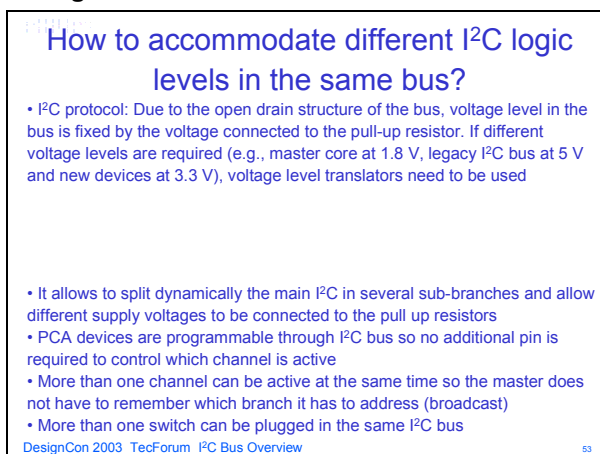 How to accommodate different I²C logic
levels in the same bus?
• I²C protocol: Due to the open drain structure of the bus, voltage level in the
bus is fixed by the voltage connected to the pull-up resistor. If different
voltage levels are required (e.g., master core at 1.8 V, legacy I²C bus at 5 V
and new devices at 3.3 V), voltage level translators need to be used
• It allows to split dynamically the main I²C in several sub-branches and allow
different supply voltages to be connected to the pull up resistors
• PCA devices are programmable through I²C bus so no additional pin is
required to control which channel is active
• More than one channel can be active at the same time so the master does
not have to remember which branch it has to address (broadcast)
• More than one switch can be plugged in the same I²C bus
DesignCon 2003 TecForum I²C Bus Overview 53